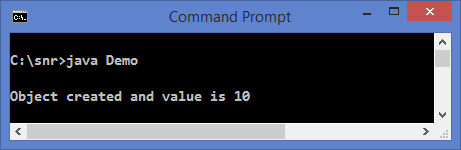 Command Prompt
C:\snr>java Demo
Object created and value is 10